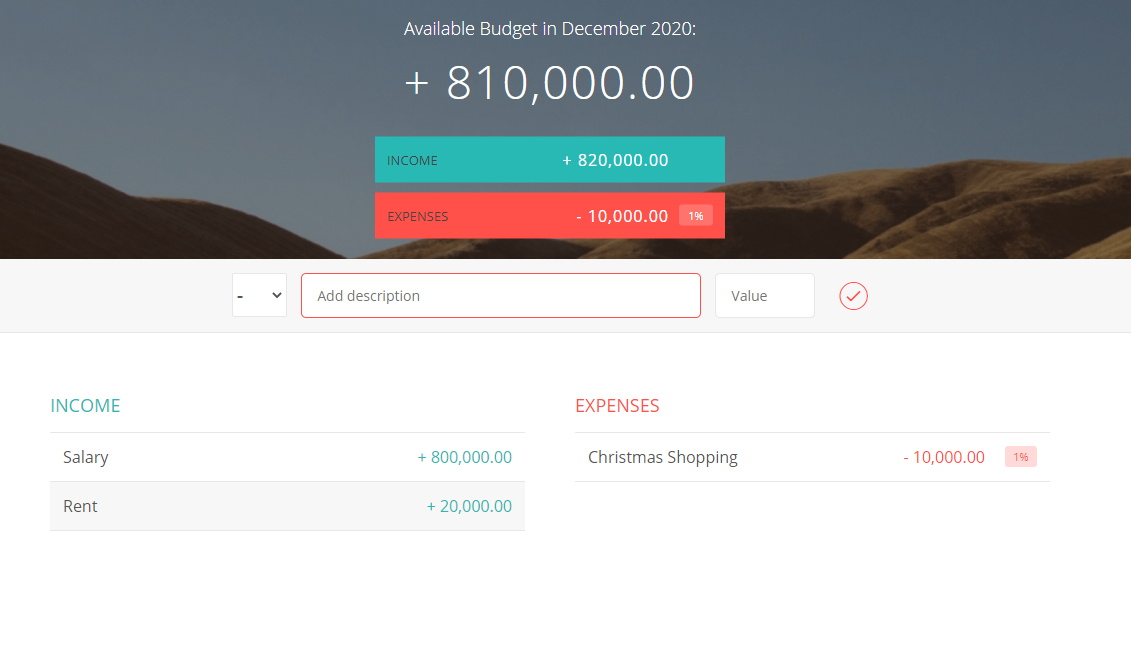 Available Budget in December 2020:
+ 810,000.00
INCOME + 820,000.00
EXPENSES - 10,000.00 1%
- Add description Value
INCOME
Salary + 800,000.00
Rent + 20,000.00
EXPENSES
Christmas Shopping - 10,000.00 1%